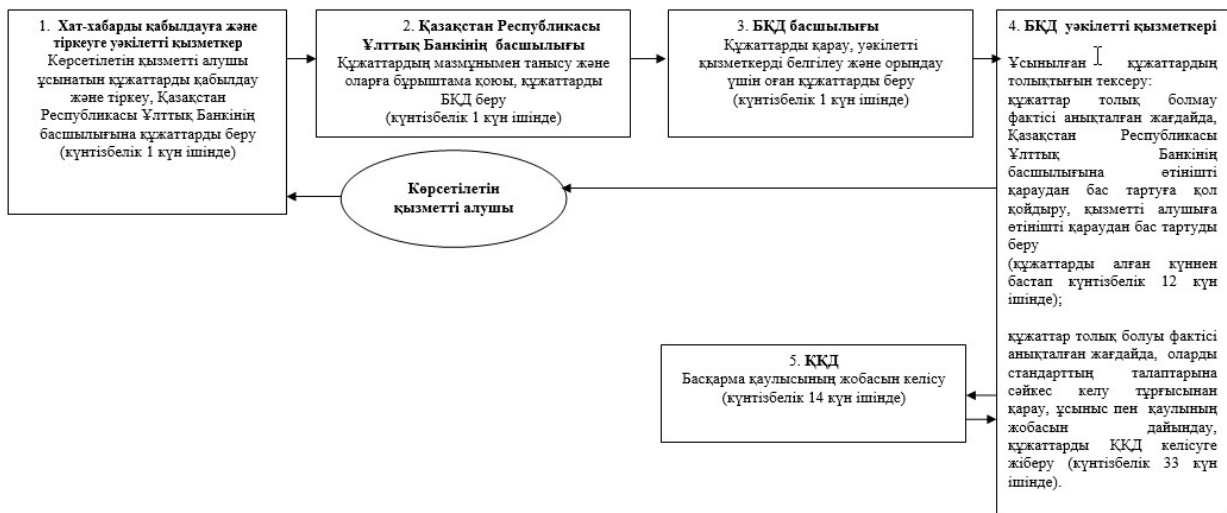 1. Хат-хабарды қабылдауға және
тіркеуге уәкілетті қызметкер
Көрсетілетін қызметті алушы
ұсынатын құжаттарды қабылдау
және тіркеу, Қазақстан
Республикасы Ұлттық Банкінің
басшылығына құжаттарды беру
(күнтізбелік 1 күн ішінде)
2. Қазақстан Республикасы
Ұлттық Банкінің басшылығы
Құжаттардың мазмұнымен танысу және
оларға бұрыштама қоюы, құжаттарды
БҚД беру
(күнтізбелік 1 күн ішінде)
3. БҚД басшылығы
Құжаттарды қарау, уәкілетті
қызметкерді белгілеу және орындау
үшін оған құжаттарды беру
(күнтізбелік 1 күн ішінде)
4. БҚД уәкілетті қызметкері
Ұсынылған құжаттардың
толықтығын тексеру:
құжаттар толық болмау
фактісі анықталған жағдайда,
Қазақстан Республикасы
Ұлттық Банкінің
басшылығына өтінішті
қараудан бас тартуға қол
қойдыру, қызметті алушыға
өтінішті қараудан бас тартуды
беру
(құжаттарды алған күннен
бастап күнтізбелік 12 күн
ішінде);
құжаттар толық болуы фактісі
анықталған жағдайда, оларды
стандарттың талаптарына
сәйкес келу тұрғысынан
қарау, ұсыныс пен қаулының
жобасын дайындау,
құжаттарды ҚҚД келісуге
жіберу (күнтізбелік 33 күн
ішінде).
Көрсетілетін
қызметті алушы
5. ҚҚД
Басқарма қаулысының жобасын келісу
(күнтізбелік 14 күн ішінде)